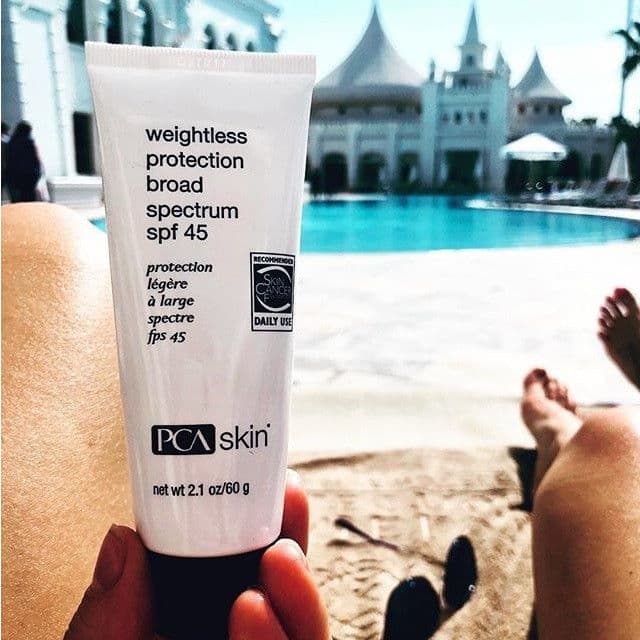 weightless
protection
broad
spectrum
spf 45
protection
légère
à large
spectre
fps 45
RECOMMENDED
SKIN
CANCER
DAILY USE
PCA skin
net wt 2.1 oz/60 g